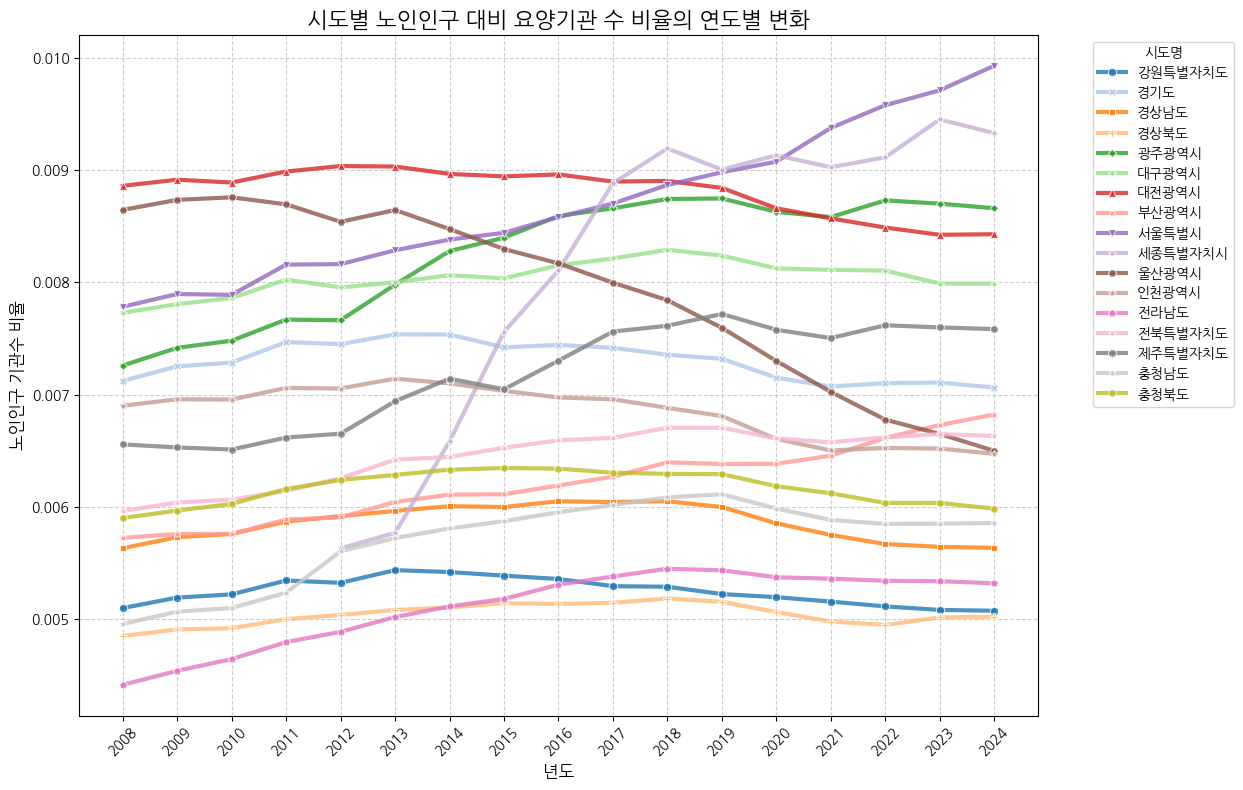 시도별 노인인구 대비 요양기관 수 비율의 연도별 변화
노인인구 기관수 비율
0.010
0.009
0.008
0.007
0.006
0.005
2008
2009
2010
2011
2012
2013
2014
2015
2016
2017
2018
2019
2020
2021
2022
2023
2024
년도
시도명
강원특별자치도
경기도
경상남도
경상북도
광주광역시
대구광역시
대전광역시
부산광역시
서울특별시
세종특별자치시
울산광역시
인천광역시
전라남도
전북특별자치도
제주특별자치도
충청남도
충청북도